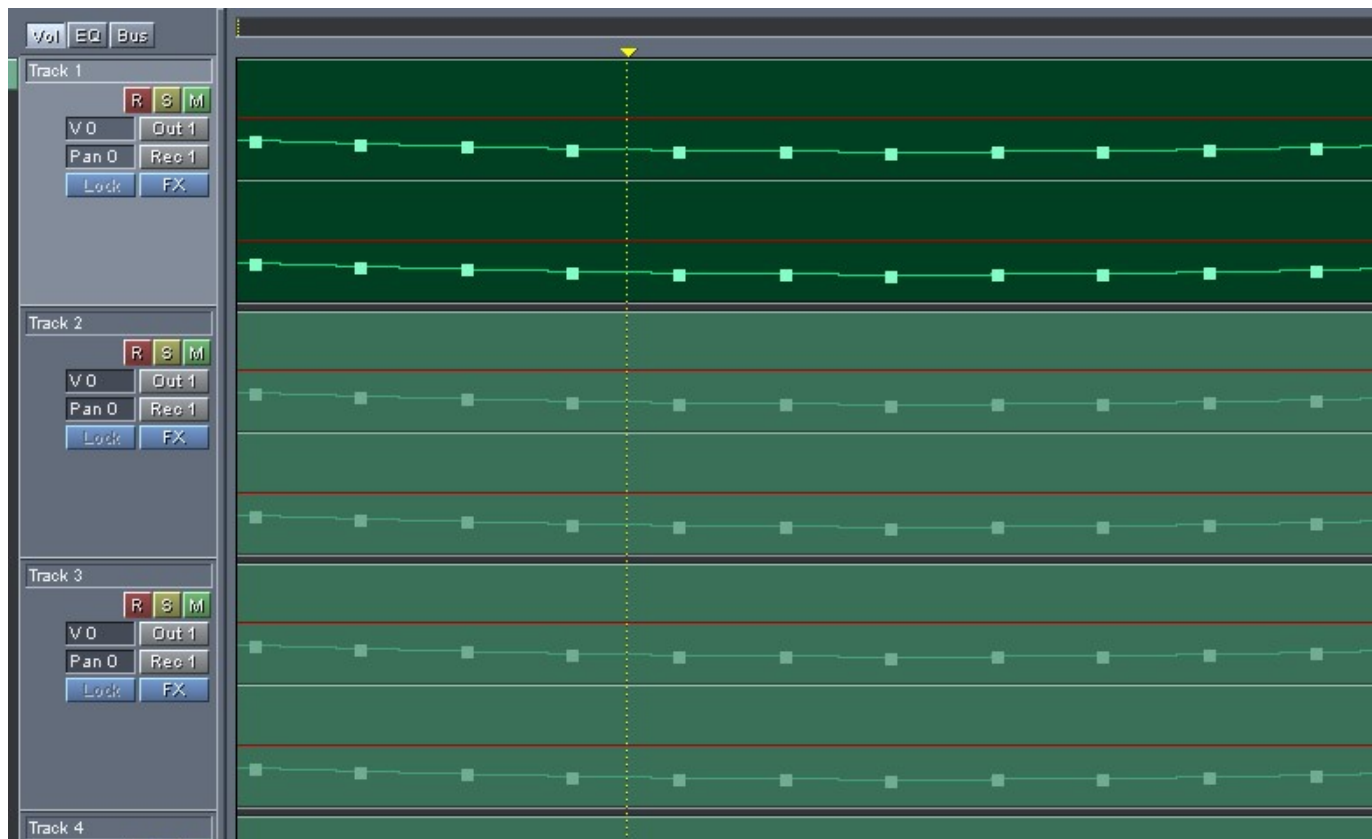 Vol EQ Bus
Track 1
R S M
V 0 Out 1
Pan 0 Rec 1
Lock FX
Track 2
R S M
V 0 Out 1
Pan 0 Rec 1
Lock FX
Track 3
R S M
V 0 Out 1
Pan 0 Rec 1
Lock FX
Track 4